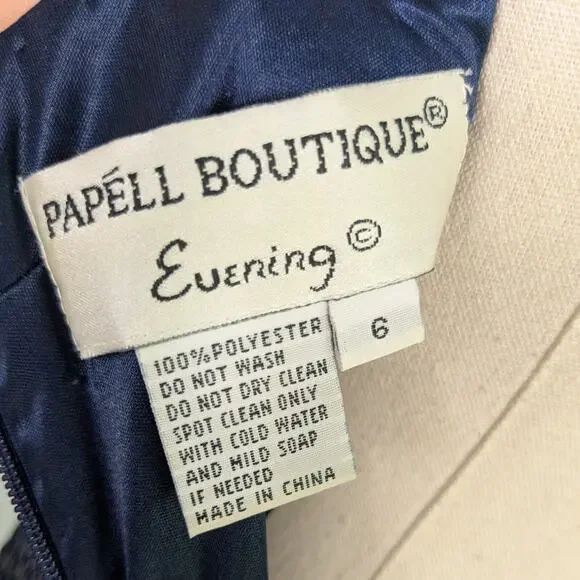 PAPÉLL BOUTIQUE®
Evening ©
6
100% POLYESTER
DO NOT WASH
DO NOT DRY CLEAN
SPOT CLEAN ONLY
WITH COLD WATER
AND MILD SOAP
IF NEEDED
MADE IN CHINA